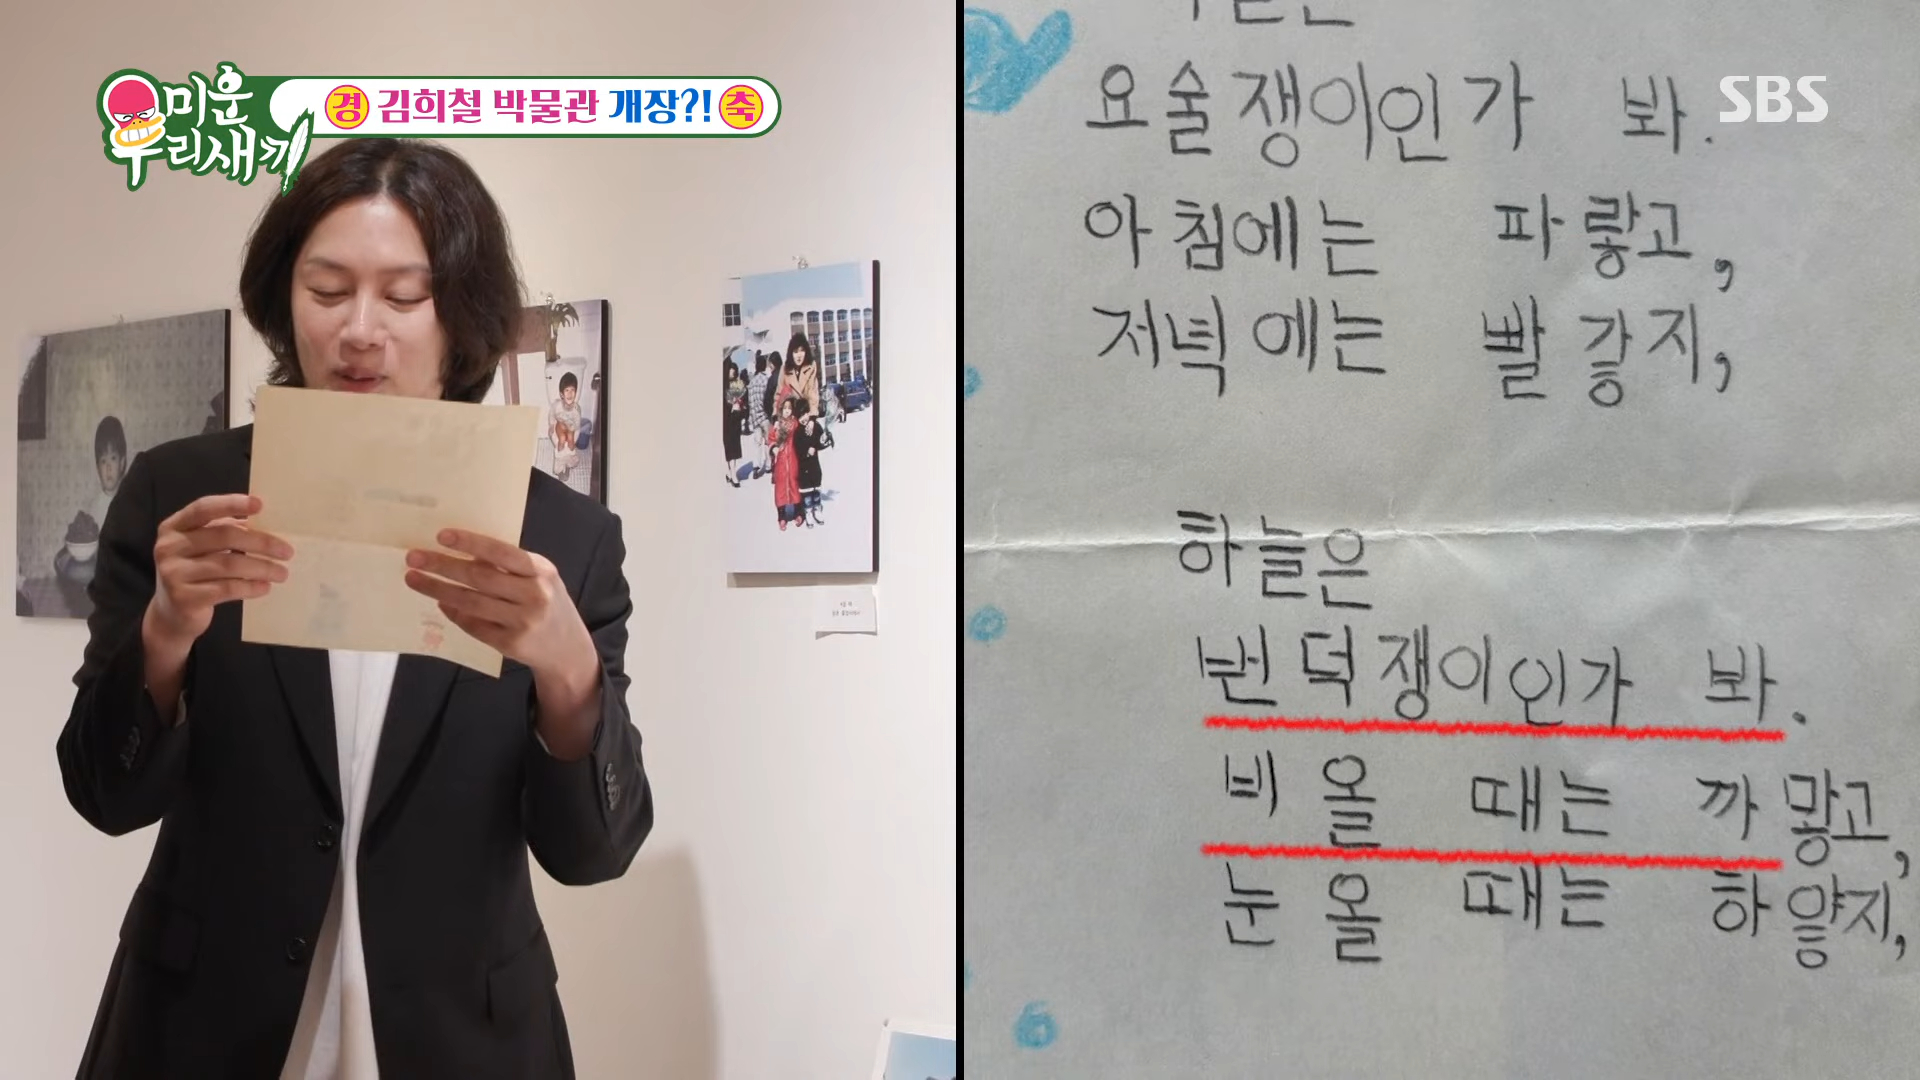 미운
우리새끼
경 김희철 박물관 개장?! 축
SBS
요술쟁이인가 봐.
아침에는 파랗고,
저녁에는 빨갛지,
하늘은
변덕쟁이인가 봐.
비 올 때는 까맣고,
눈 올 때는 하얗지,